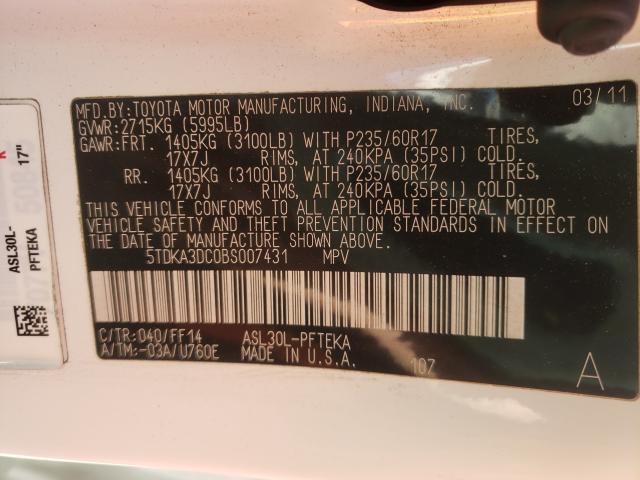 MFD.BY:TOYOTA MOTOR MANUFACTURING, INDIANA, INC. 03/11
GVWR:2715KG (5995LB)
GAWR:FRT. 1405KG (3100LB) WITH P235/60R17 TIRES,
17X7J RIMS, AT 240KPA (35PSI) COLD.
RR. 1405KG (3100LB) WITH P235/60R17 TIRES,
17X7J RIMS, AT 240KPA (35PSI) COLD.
THIS VEHICLE CONFORMS TO ALL APPLICABLE FEDERAL MOTOR
VEHICLE SAFETY AND THEFT PREVENTION STANDARDS IN EFFECT ON
THE DATE OF MANUFACTURE SHOWN ABOVE.
5TDKA3DC0BS007431 MPV
C/TR:040/FF14 ASL30L-PFTEKA
A/TM:-03A/U760E MADE IN U.S.A. 107 A
ASL30L-
PFTEKA 17"
K